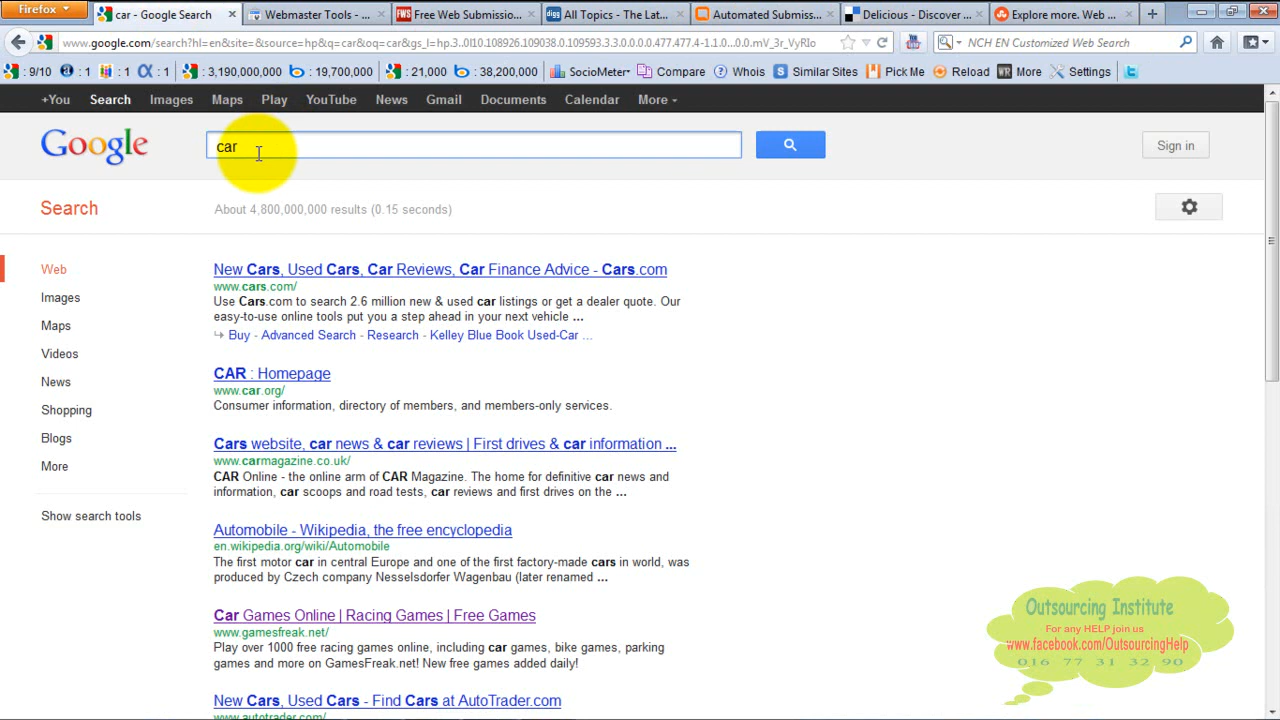 Firefox
car - Google Search
Webmaster Tools - ...
FWS Free Web Submissio...
digg All Topics - The Lat...
Automated Submiss...
Delicious - Discover ...
Explore more. Web ...
www.google.com/search?hl=en&site=&source=hp&q=car&oq=car&gs_l=hp.3..0l10.108926.109038.0.109593.3.3.0.0.0.0.477.477.4-1.1.0...0.0.mV_3r_VyRIo
NCH EN Customized Web Search
: 9/10 : 1 : 1 α : 1 : 3,190,000,000 b : 19,700,000 : 21,000 b : 38,200,000 SocioMeter Compare Whois Similar Sites Pick Me Reload More Settings
+You Search Images Maps Play YouTube News Gmail Documents Calendar More
Google
car
Sign in
Search
About 4,800,000,000 results (0.15 seconds)
Web
Images
Maps
Videos
News
Shopping
Blogs
More
Show search tools
New Cars, Used Cars, Car Reviews, Car Finance Advice - Cars.com
www.cars.com/
Use Cars.com to search 2.6 million new & used car listings or get a dealer quote. Our
easy-to-use online tools put you a step ahead in your next vehicle ...
Buy - Advanced Search - Research - Kelley Blue Book Used-Car ...
CAR : Homepage
www.car.org/
Consumer information, directory of members, and members-only services.
Cars website, car news & car reviews | First drives & car information ...
www.carmagazine.co.uk/
CAR Online - the online arm of CAR Magazine. The home for definitive car news and
information, car scoops and road tests, car reviews and first drives on the ...
Automobile - Wikipedia, the free encyclopedia
en.wikipedia.org/wiki/Automobile
The first motor car in central Europe and one of the first factory-made cars in world, was
produced by Czech company Nesselsdorfer Wagenbau (later renamed ...
Car Games Online | Racing Games | Free Games
www.gamesfreak.net/
Play over 1000 free racing games online, including car games, bike games, parking
games and more on GamesFreak.net! New free games added daily!
New Cars, Used Cars - Find Cars at AutoTrader.com
www.autotrader.com/
Outsourcing Institute
For any HELP join us
www.facebook.com/OutsourcingHelp
016 77 31 32 90